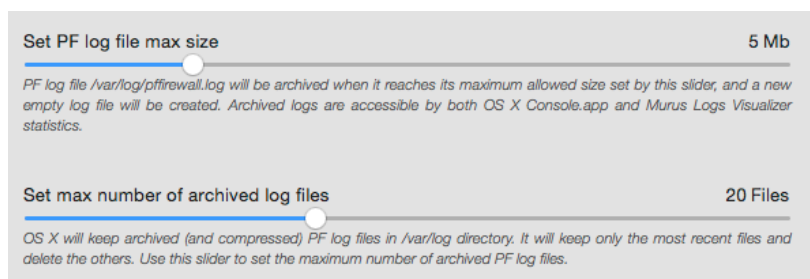 Set PF log file max size 5 Mb
PF log file /var/log/pffirewall.log will be archived when it reaches its maximum allowed size set by this slider, and a new
empty log file will be created. Archived logs are accessible by both OS X Console.app and Murus Logs Visualizer
statistics.
Set max number of archived log files 20 Files
OS X will keep archived (and compressed) PF log files in /var/log directory. It will keep only the most recent files and
delete the others. Use this slider to set the maximum number of archived PF log files.